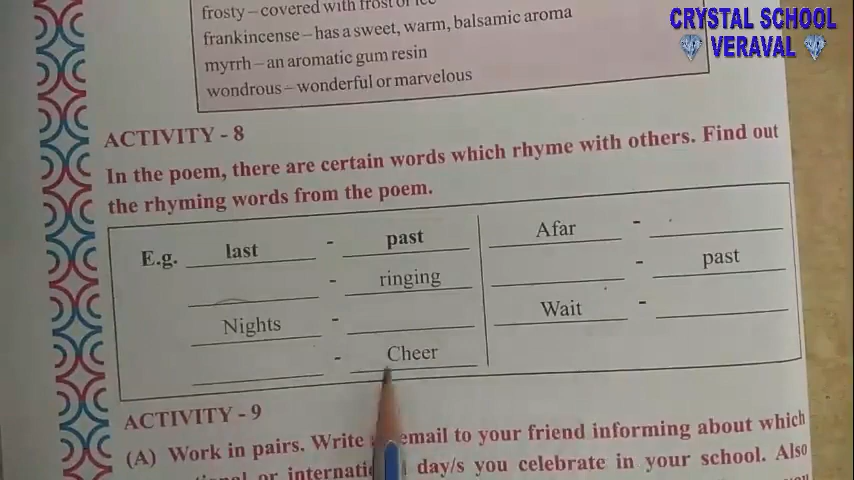 frosty – covered with frost or ice
frankincense – has a sweet, warm, balsamic aroma
myrrh – an aromatic gum resin
wondrous – wonderful or marvelous
CRYSTAL SCHOOL
VERAVAL
ACTIVITY - 8
In the poem, there are certain words which rhyme with others. Find out
the rhyming words from the poem.
E.g. last - past
- ringing
Nights -
- Cheer
Afar -
- past
Wait -
ACTIVITY - 9
(A) Work in pairs. Write email to your friend informing about which
or day/s you celebrate in your school. Also